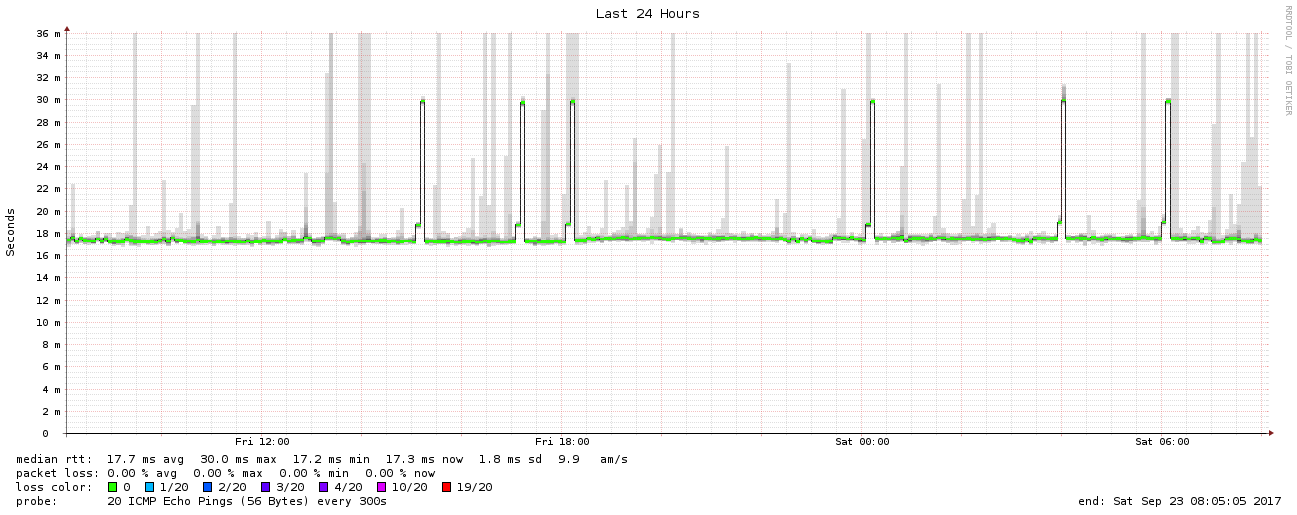 Last 24 Hours
RRDTOOL / TOBI OETIKER
Seconds
36 m
34 m
32 m
30 m
28 m
26 m
24 m
22 m
20 m
18 m
16 m
14 m
12 m
10 m
8 m
6 m
4 m
2 m
0
Fri 12:00 Fri 18:00 Sat 00:00 Sat 06:00
median rtt: 17.7 ms avg 30.0 ms max 17.2 ms min 17.3 ms now 1.8 ms sd 9.9 am/s
packet loss: 0.00 % avg 0.00 % max 0.00 % min 0.00 % now
loss color: 0 1/20 2/20 3/20 4/20 10/20 19/20
probe: 20 ICMP Echo Pings (56 Bytes) every 300s end: Sat Sep 23 08:05:05 2017